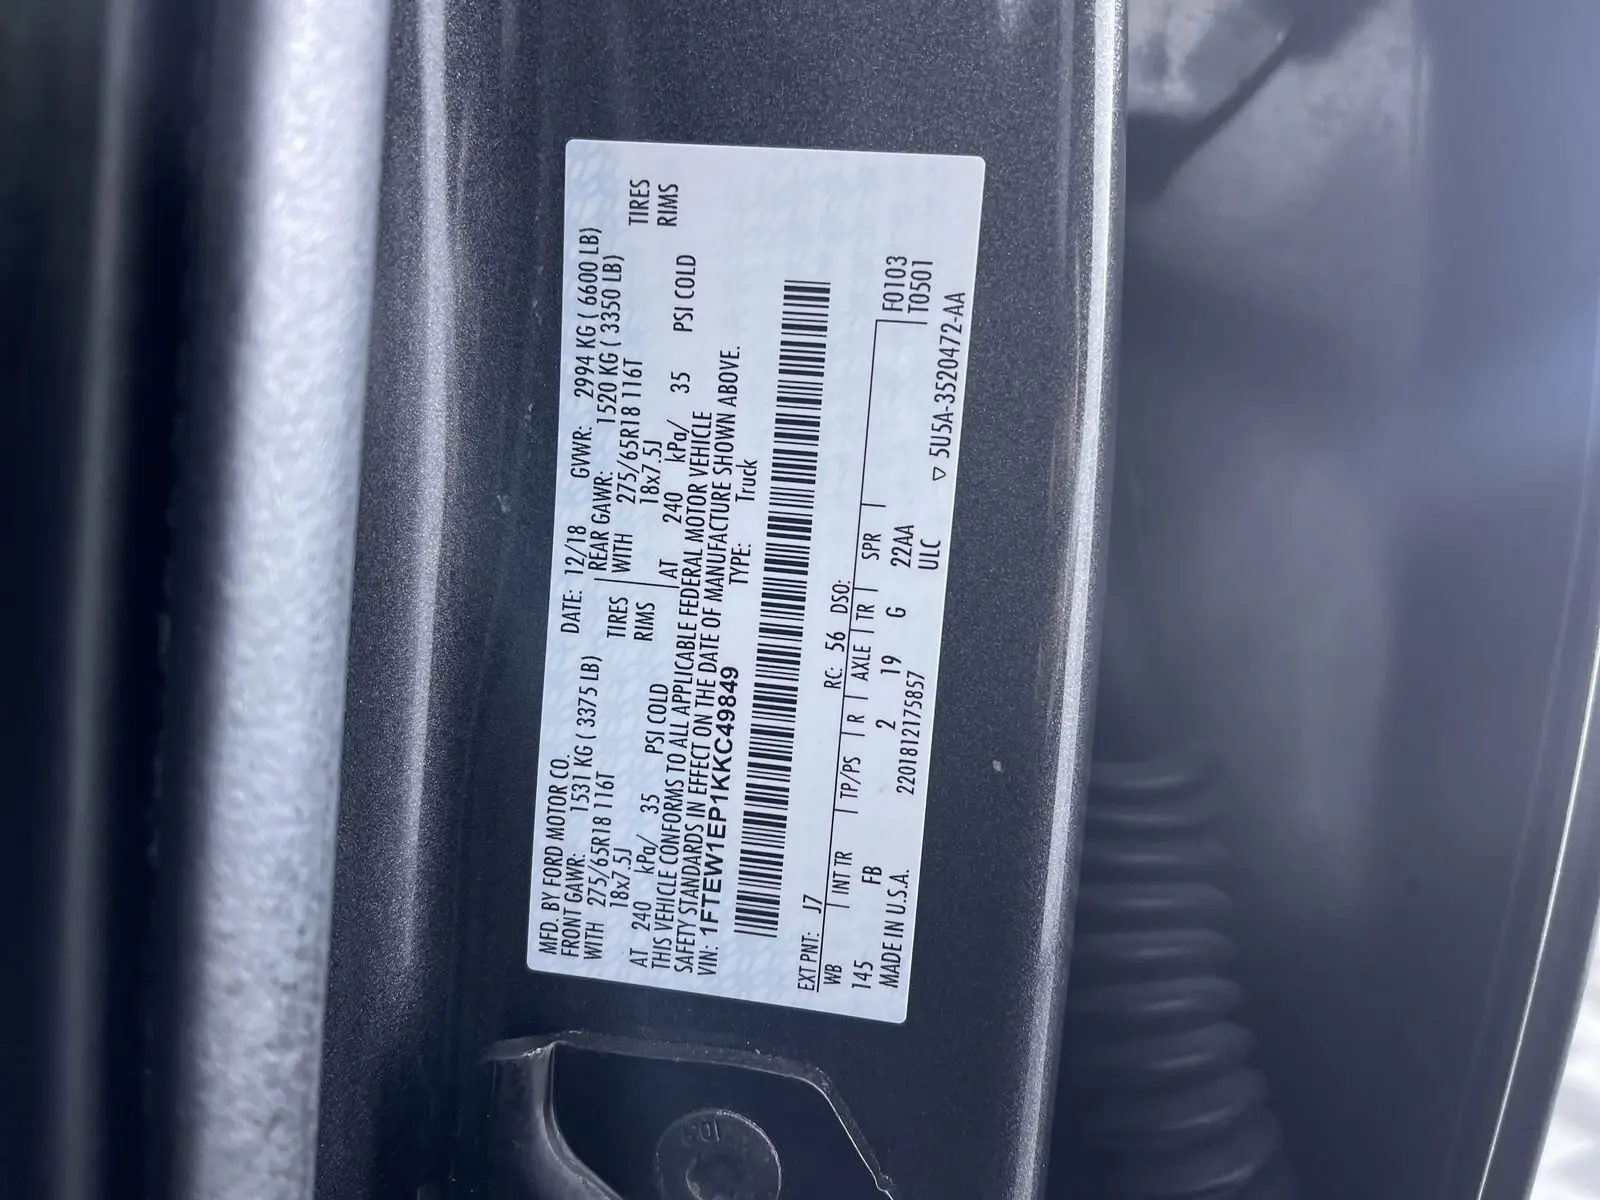 MFD. BY FORD MOTOR CO.
DATE: 12/18 GVWR: 2994 KG ( 6600 LB)
FRONT GAWR: 1531 KG ( 3375 LB) REAR GAWR: 1520 KG ( 3350 LB)
WITH 275/65R18 116T TIRES WITH 275/65R18 116T TIRES
18x7.5J RIMS 18x7.5J RIMS
AT 240 kPa/ 35 PSI COLD AT 240 kPa/ 35 PSI COLD
THIS VEHICLE CONFORMS TO ALL APPLICABLE FEDERAL MOTOR VEHICLE
SAFETY STANDARDS IN EFFECT ON THE DATE OF MANUFACTURE SHOWN ABOVE.
VIN: 1FTEW1EP1KKC49849 TYPE: Truck
EXT PNT: J7 RC: 56 DSO:
WB INT TR TP/PS R AXLE TR SPR F0103
145 FB 2 19 G 22AA T0501
MADE IN U.S.A. 220181217​5857 ULC ▽ 5U5A-3520472-AA